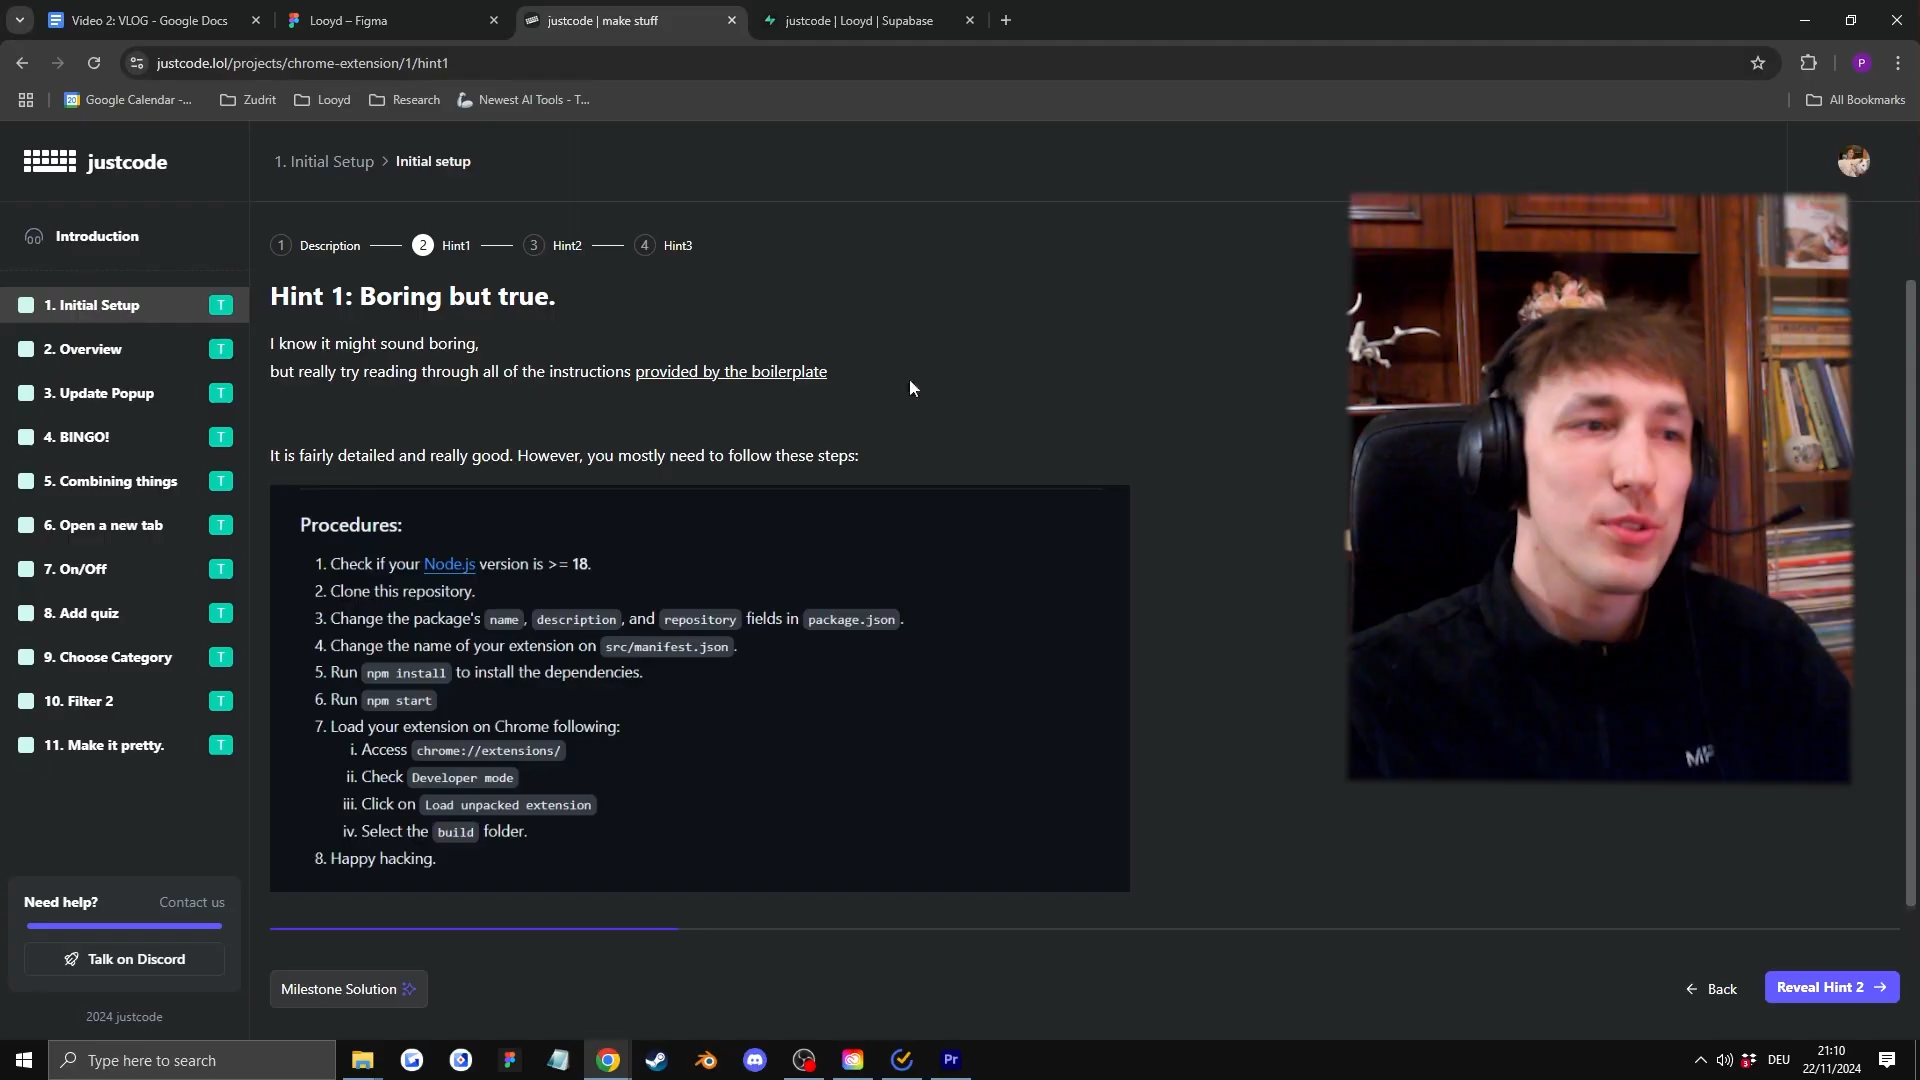 Video 2: VLOG - Google Docs
Looyd – Figma
justcode | make stuff
justcode | Looyd | Supabase
justcode.lol/projects/chrome-extension/1/hint1
P
Google Calendar -...
Zudrit
Looyd
Research
Newest AI Tools - T...
All Bookmarks
justcode
1. Initial Setup > Initial setup
Introduction
1 Description
2 Hint1
3 Hint2
4 Hint3
Hint 1: Boring but true.
1. Initial Setup T
2. Overview T
3. Update Popup T
4. BINGO! T
5. Combining things T
6. Open a new tab T
7. On/Off T
8. Add quiz T
9. Choose Category T
10. Filter 2 T
11. Make it pretty. T
I know it might sound boring,
but really try reading through all of the instructions provided by the boilerplate
It is fairly detailed and really good. However, you mostly need to follow these steps:
Procedures:
1. Check if your Node.js version is >= 18.
2. Clone this repository.
3. Change the package's name, description, and repository fields in package.json.
4. Change the name of your extension on src/manifest.json.
5. Run npm install to install the dependencies.
6. Run npm start
7. Load your extension on Chrome following:
i. Access chrome://extensions/
ii. Check Developer mode
iii. Click on Load unpacked extension
iv. Select the build folder.
8. Happy hacking.
MP
Need help? Contact us
Talk on Discord
2024 justcode
Milestone Solution
Back
Reveal Hint 2
Type here to search
Pr
DEU
21:10
22/11/2024